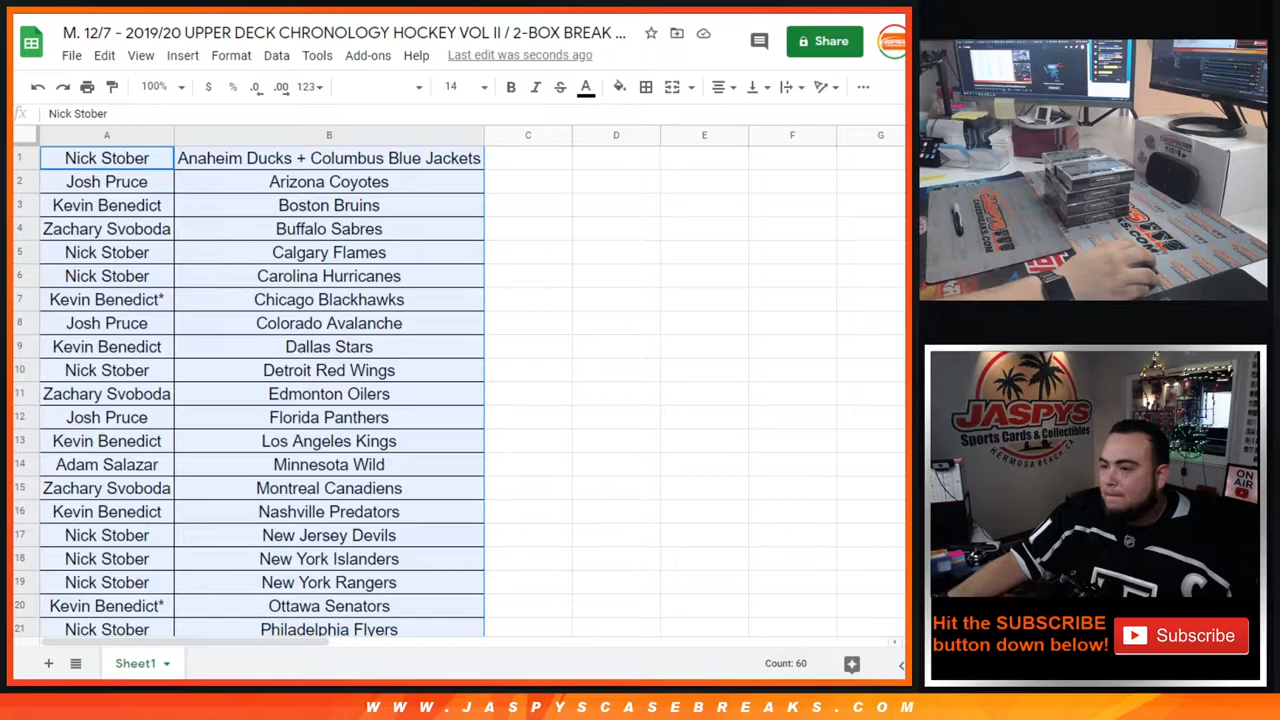 M. 12/7 - 2019/20 UPPER DECK CHRONOLOGY HOCKEY VOL II / 2-BOX BREAK ...
File Edit View Insert Format Data Tools Add-ons Help Last edit was seconds ago
Share
100% $ % .0 .00 123 14 B I S A
fx Nick Stober
A B C D E F G
1 Nick Stober Anaheim Ducks + Columbus Blue Jackets
2 Josh Pruce Arizona Coyotes
3 Kevin Benedict Boston Bruins
4 Zachary Svoboda Buffalo Sabres
5 Nick Stober Calgary Flames
6 Nick Stober Carolina Hurricanes
7 Kevin Benedict* Chicago Blackhawks
8 Josh Pruce Colorado Avalanche
9 Kevin Benedict Dallas Stars
10 Nick Stober Detroit Red Wings
11 Zachary Svoboda Edmonton Oilers
12 Josh Pruce Florida Panthers
13 Kevin Benedict Los Angeles Kings
14 Adam Salazar Minnesota Wild
15 Zachary Svoboda Montreal Canadiens
16 Kevin Benedict Nashville Predators
17 Nick Stober New Jersey Devils
18 Nick Stober New York Islanders
19 Nick Stober New York Rangers
20 Kevin Benedict* Ottawa Senators
21 Nick Stober Philadelphia Flyers
Sheet1
Count: 60
JASPYS
CASEBREAKS.COM
JASPYS
Sports Cards & Collectibles
HERMOSA BEACH, CA
ON
AIR
C
Hit the SUBSCRIBE
button down below!
Subscribe
WWW.JASPYSCASEBREAKS.COM